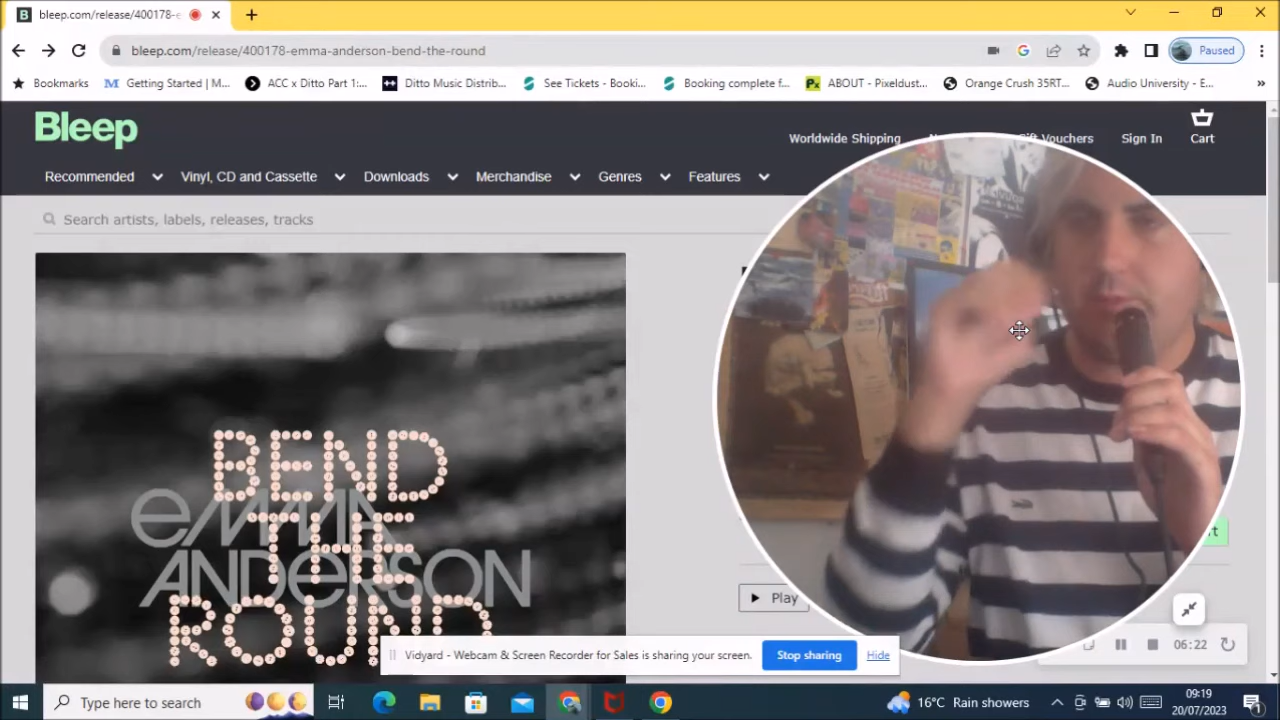 bleep.com/release/400178-e
bleep.com/release/400178-emma-anderson-bend-the-round
Paused
Bookmarks
Getting Started | M...
ACC x Ditto Part 1:...
Ditto Music Distrib...
See Tickets - Booki...
Booking complete f...
ABOUT - Pixeldust...
Orange Crush 35RT...
Audio University - E...
Bleep
Worldwide Shipping
Vouchers
Sign In
Cart
Recommended
Vinyl, CD and Cassette
Downloads
Merchandise
Genres
Features
Search artists, labels, releases, tracks
BEND
THE
ROUND
emma
ANDERSON
Play
Vidyard - Webcam & Screen Recorder for Sales is sharing your screen.
Stop sharing
Hide
06:22
Type here to search
16°C Rain showers
09:19
20/07/2023
1